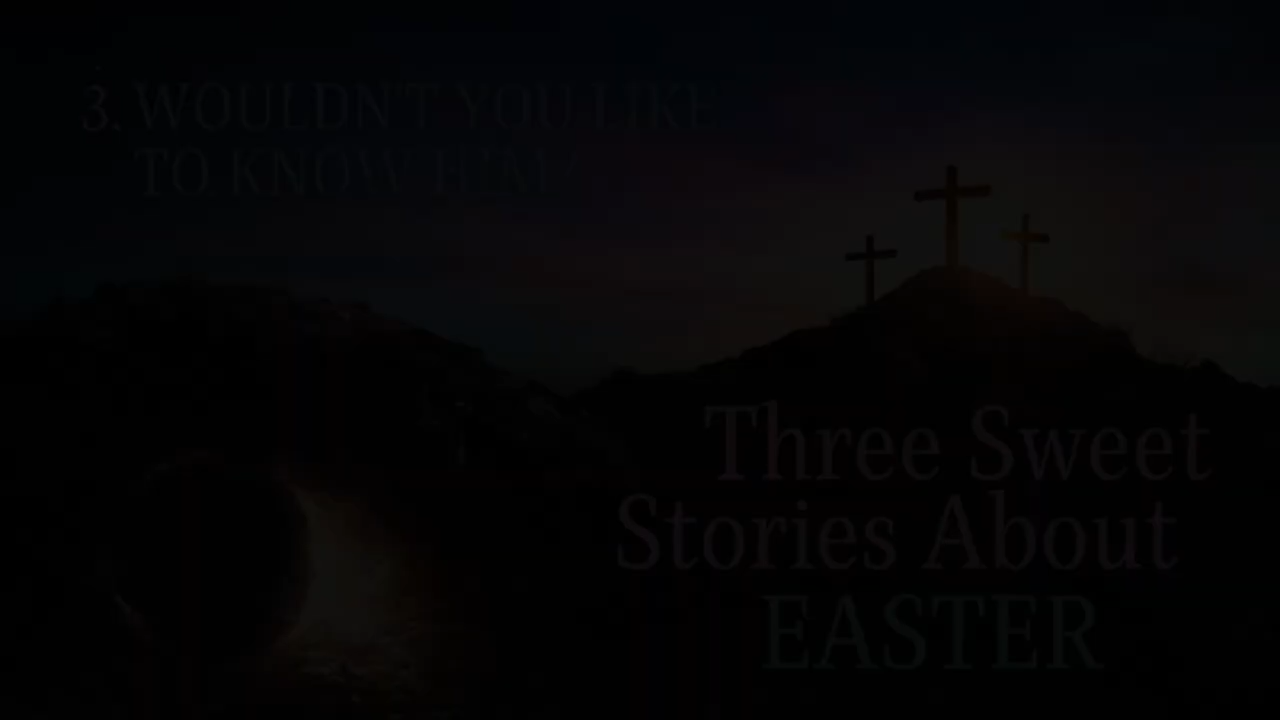 3. WOULDN'T YOU LIKE
TO KNOW HIM?
Three Sweet
Stories About
EASTER